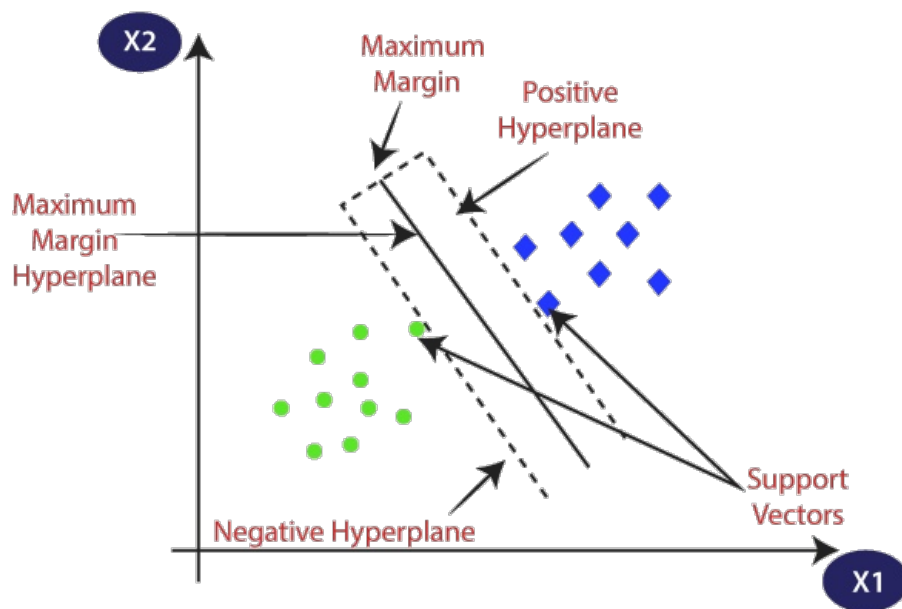 X2
Maximum
Margin
Positive
Hyperplane
Maximum
Margin
Hyperplane
Support
Vectors
Negative Hyperplane
X1